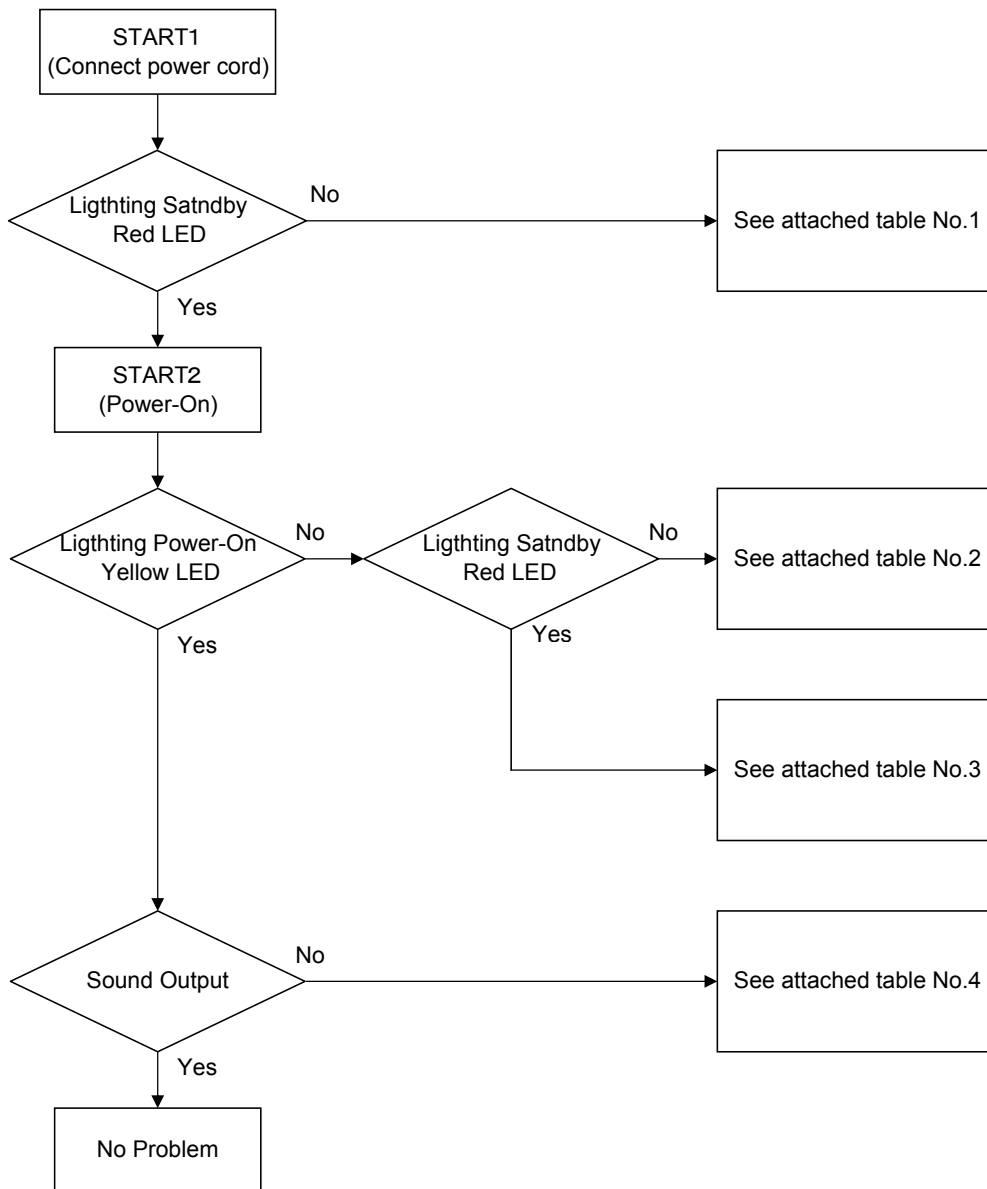 START1
(Connect power cord)
Ligthting Satndby
Red LED
No
See attached table No.1
Yes
START2
(Power-On)
Ligthting Power-On
Yellow LED
No
Ligthting Satndby
Red LED
No
See attached table No.2
Yes
Yes
See attached table No.3
Sound Output
No
See attached table No.4
Yes
No Problem